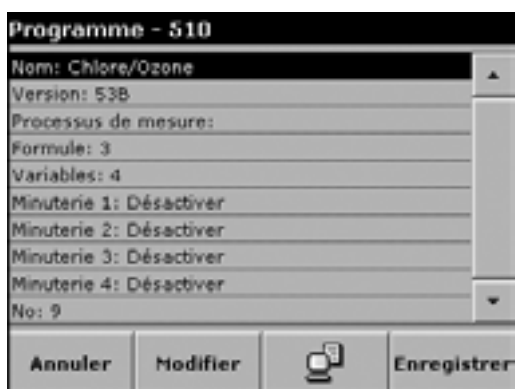 Programme - 510
Nom: Chlore/Ozone
Version: 53B
Processus de mesure:
Formule: 3
Variables: 4
Minuterie 1: Désactiver
Minuterie 2: Désactiver
Minuterie 3: Désactiver
Minuterie 4: Désactiver
No: 9
Annuler Modifier Enregistrer